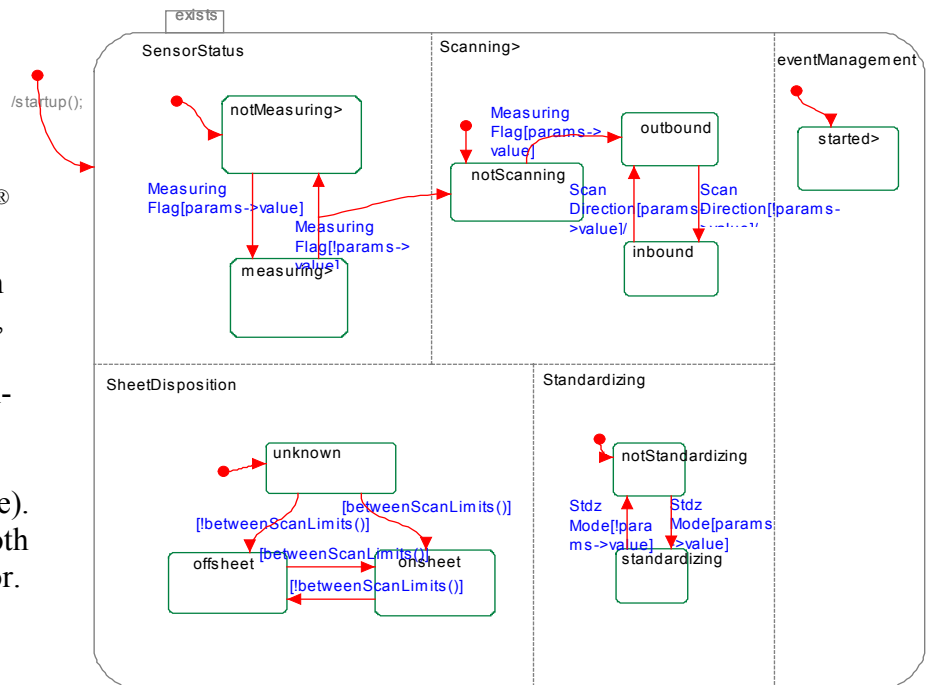 exists
SensorStatus
Scanning>
eventManagement
/startup();
notMeasuring>
Measuring
Flag[params->
value]
outbound
started>
notScanning
Measuring
Flag[params->value]
Scan
Direction[params-
>value]/
Scan
Direction[!params-
>value]/
Measuring
Flag[!params->
value]
measuring>
inbound
®
,
-
e).
oth
or.
SheetDisposition
Standardizing
unknown
notStandardizing
[!betweenScanLimits()]
[betweenScanLimits()]
Stdz
Mode[!para
ms->value]
Stdz
Mode[params
->value]
[betweenScanLimits()]
offsheet
onsheet
[!betweenScanLimits()]
standardizing